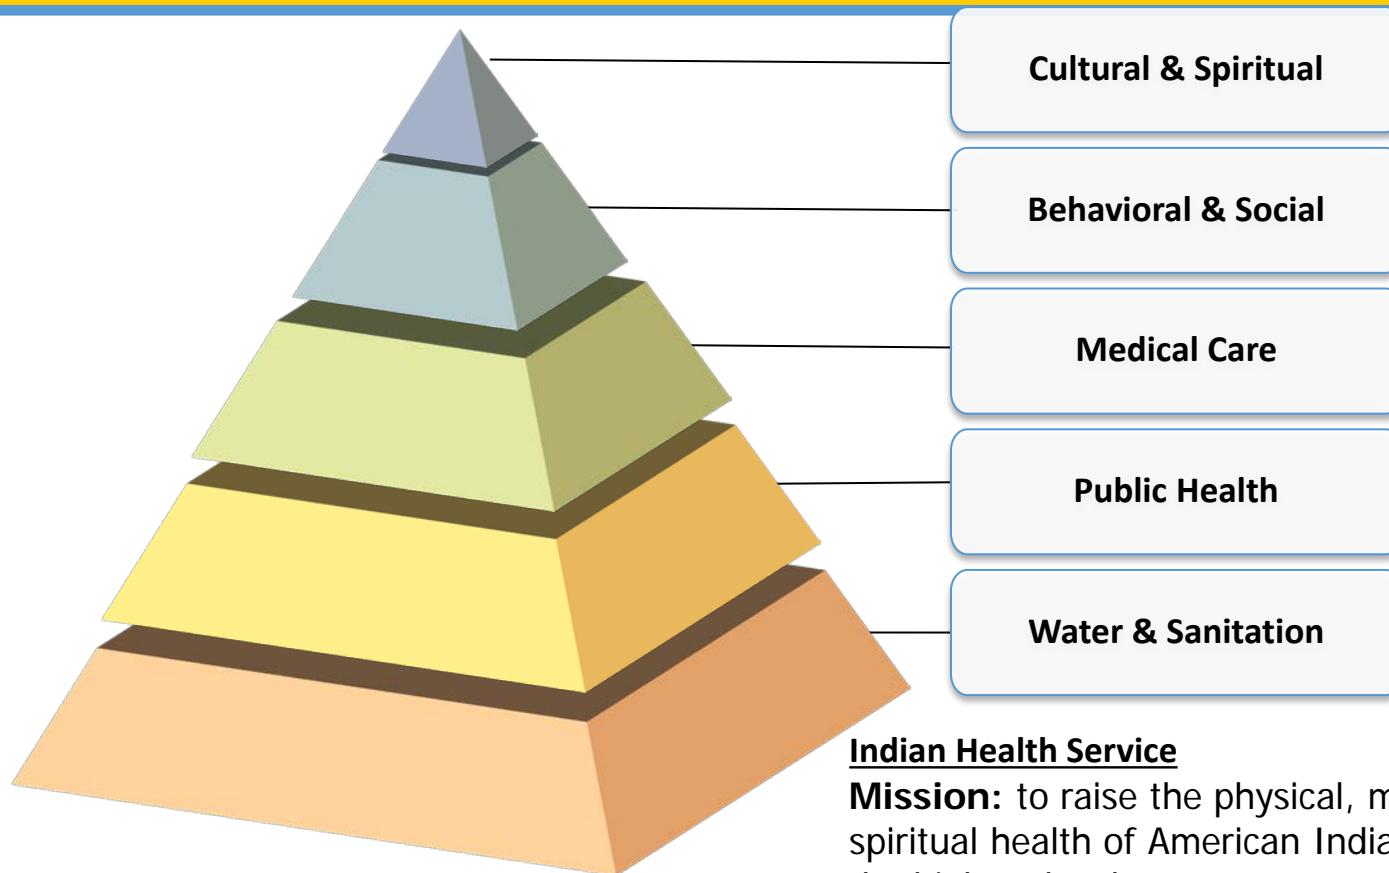 Cultural & Spiritual
Behavioral & Social
Medical Care
Public Health
Water & Sanitation
Indian Health Service
Mission: to raise the physical,
spiritual health of American